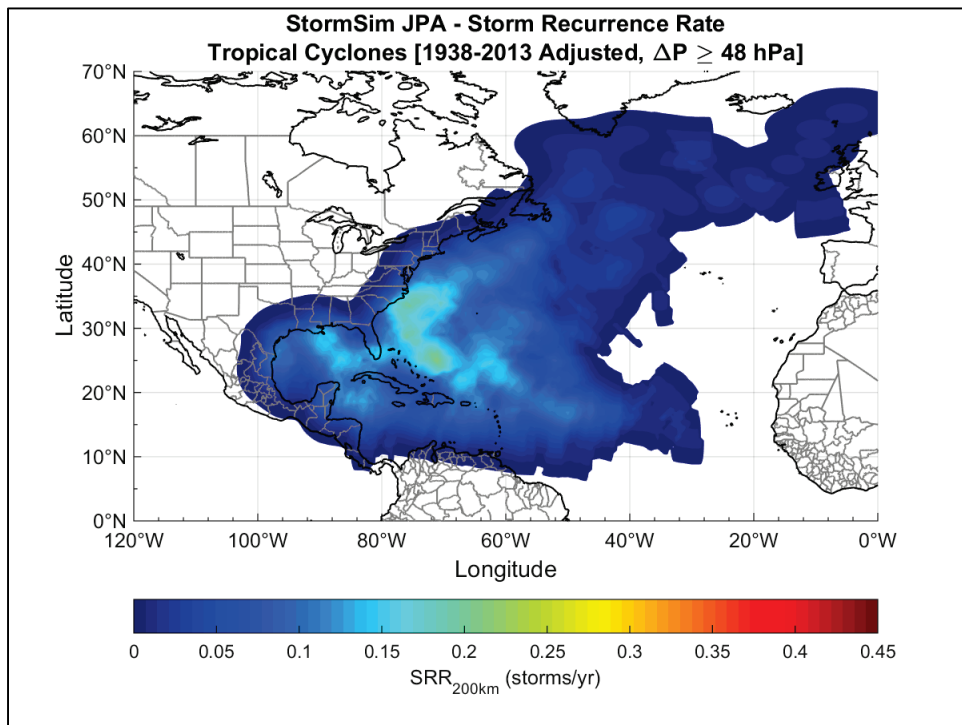 StormSim JPA - Storm Recurrence Rate
Tropical Cyclones [1938-2013 Adjusted, ΔP ≥ 48 hPa]
70°N
60°N
50°N
40°N
30°N
20°N
10°N
0°N
Latitude
120°W 100°W 80°W 60°W 40°W 20°W 0°W
Longitude
0 0.05 0.1 0.15 0.2 0.25 0.3 0.35 0.4 0.45
SRR200km (storms/yr)